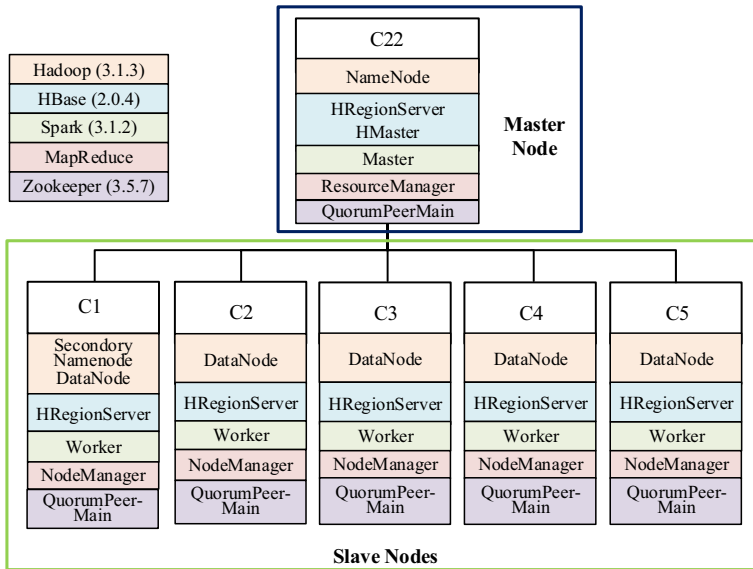 C22
NameNode
HRegionServer
HMaster
Master
ResourceManager
QuorumPeerMain
Master
Node
Hadoop (3.1.3)
HBase (2.0.4)
Spark (3.1.2)
MapReduce
Zookeeper (3.5.7)
C1
Secondory
Namenode
DataNode
HRegionServer
Worker
NodeManager
QuorumPeer-
Main
C2
DataNode
HRegionServer
Worker
NodeManager
QuorumPeer-
Main
C3
DataNode
HRegionServer
Worker
NodeManager
QuorumPeer-
Main
C4
DataNode
HRegionServer
Worker
NodeManager
QuorumPeer-
Main
C5
DataNode
HRegionServer
Worker
NodeManager
QuorumPeer-
Main
Slave Nodes